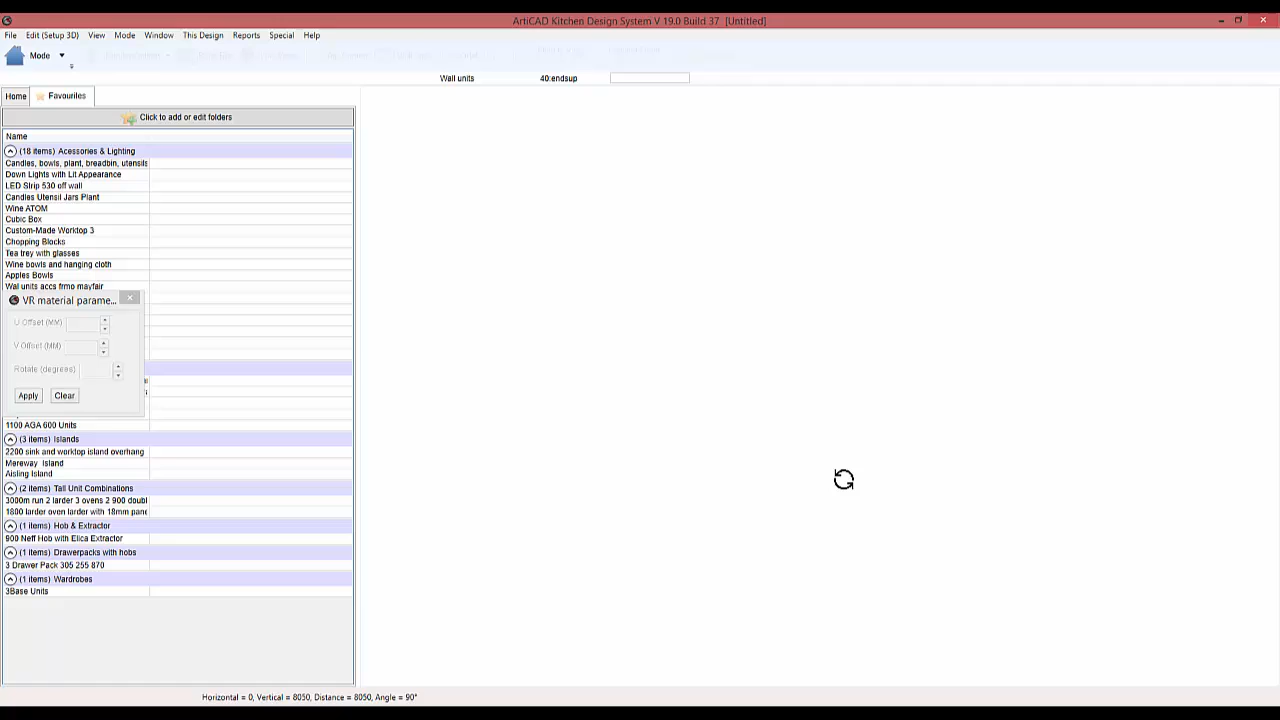 ArtiCAD Kitchen Design System V 19.0 Build 37 [Untitled]
File Edit (Setup 3D) View Mode Window This Design Reports Special Help
Mode
Wall units 40:endsup
Home Favourites
Click to add or edit folders
Name
(18 items) Acessories & Lighting
Candles, bowls, plant, breadbin, utensils
Down Lights with Lit Appearance
LED Strip 530 off wall
Candles Utensil Jars Plant
Wine ATOM
Cubic Box
Custom-Made Worktop 3
Chopping Blocks
Tea trey with glasses
Wine bowls and hanging cloth
Apples Bowls
Wal units accs frmo mayfair
VR material parame...
U Offset (MM)
V Offset (MM)
Rotate (degrees)
Apply Clear
1100 AGA 600 Units
(3 items) Islands
2200 sink and worktop island overhang
Mereway Island
Aisling Island
(2 items) Tall Unit Combinations
3000m run 2 larder 3 ovens 2 900 doubl
1800 larder oven larder with 18mm pane
(1 items) Hob & Extractor
900 Neff Hob with Elica Extractor
(1 items) Drawerpacks with hobs
3 Drawer Pack 305 255 870
(1 items) Wardrobes
3Base Units
Horizontal = 0, Vertical = 8050, Distance = 8050, Angle = 90°